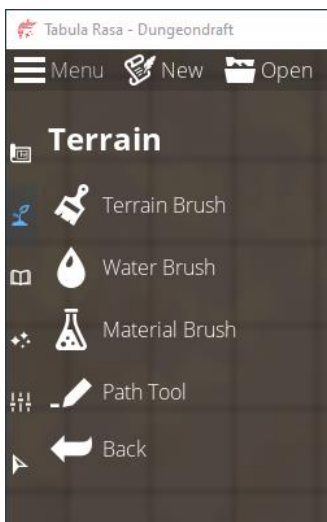 Tabula Rasa - Dungeondraft
Menu New Open
Terrain
Terrain Brush
Water Brush
Material Brush
Path Tool
Back